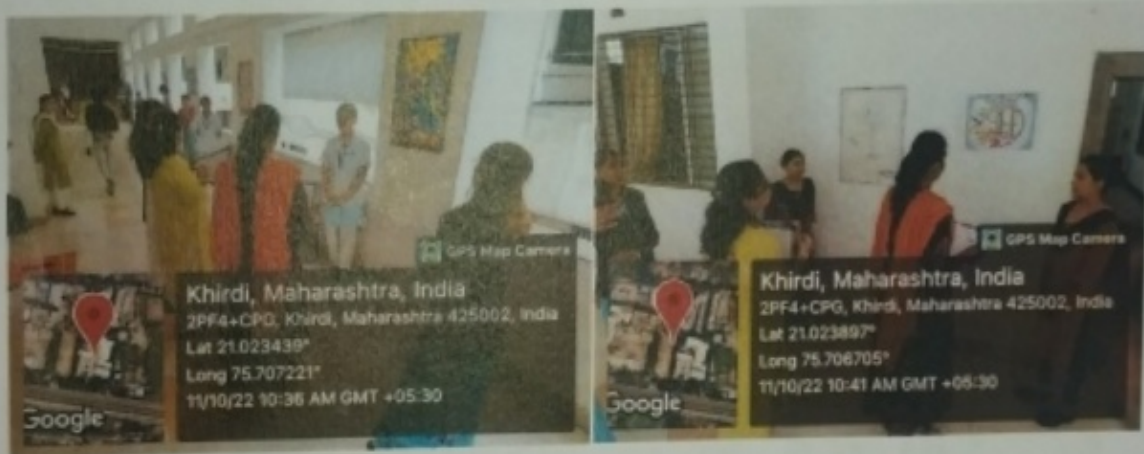 GPS Map Camera
Khirdi, Maharashtra, India
2PF4+CPG, Khirdi, Maharashtra 425002, India
Lat 21.023439°
Long 75.707221°
11/10/22 10:36 AM GMT +05:30
Google
GPS Map Camera
Khirdi, Maharashtra, India
2PF4+CPG, Khirdi, Maharashtra 425002, India
Lat 21.023897°
Long 75.706705°
11/10/22 10:41 AM GMT +05:30
Google